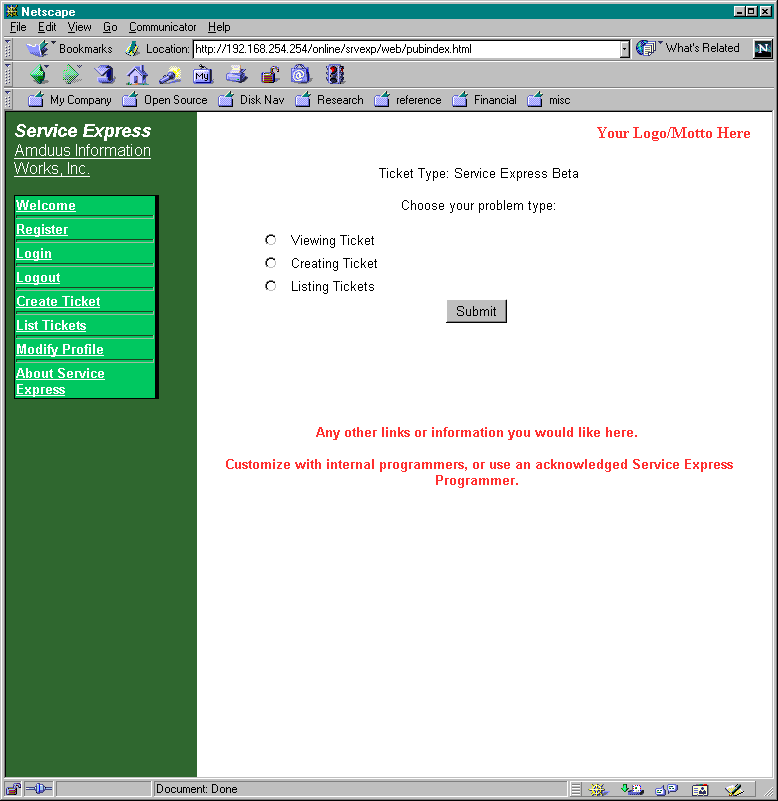 Netscape
File Edit View Go Communicator Help
Bookmarks Location: http://192.168.254.254/online/srvexp/web/pubindex.html What's Related N
My
My Company Open Source Disk Nav Research reference Financial misc
Service Express
Amduus Information
Works, Inc.
Welcome
Register
Login
Logout
Create Ticket
List Tickets
Modify Profile
About Service
Express
Your Logo/Motto Here
Ticket Type: Service Express Beta
Choose your problem type:
Viewing Ticket
Creating Ticket
Listing Tickets
Submit
Any other links or information you would like here.
Customize with internal programmers, or use an acknowledged Service Express
Programmer.
Document: Done